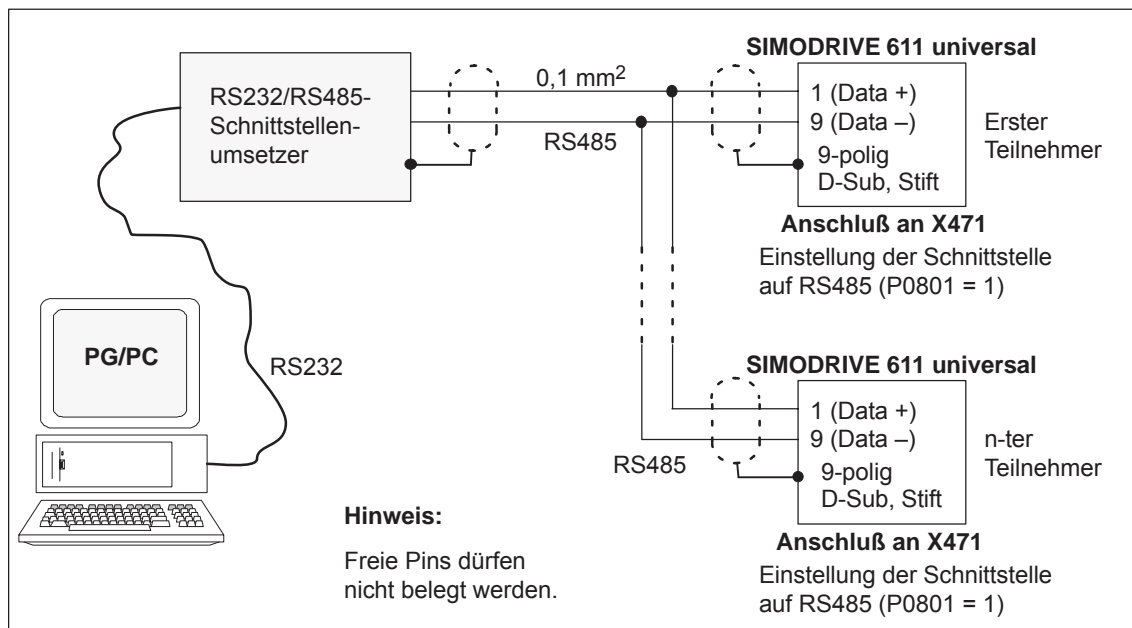 RS232/RS485-
Schnittstellen-
umsetzer
0,1 mm²
RS485
SIMODRIVE 611 universal
1 (Data +)
9 (Data –)
9-polig
D-Sub, Stift
Erster
Teilnehmer
Anschluß an X471
Einstellung der Schnittstelle
auf RS485 (P0801 = 1)
PG/PC
RS232
SIMODRIVE 611 universal
1 (Data +)
9 (Data –)
9-polig
D-Sub, Stift
RS485
n-ter
Teilnehmer
Anschluß an X471
Einstellung der Schnittstelle
auf RS485 (P0801 = 1)
Hinweis:
Freie Pins dürfen
nicht belegt werden.